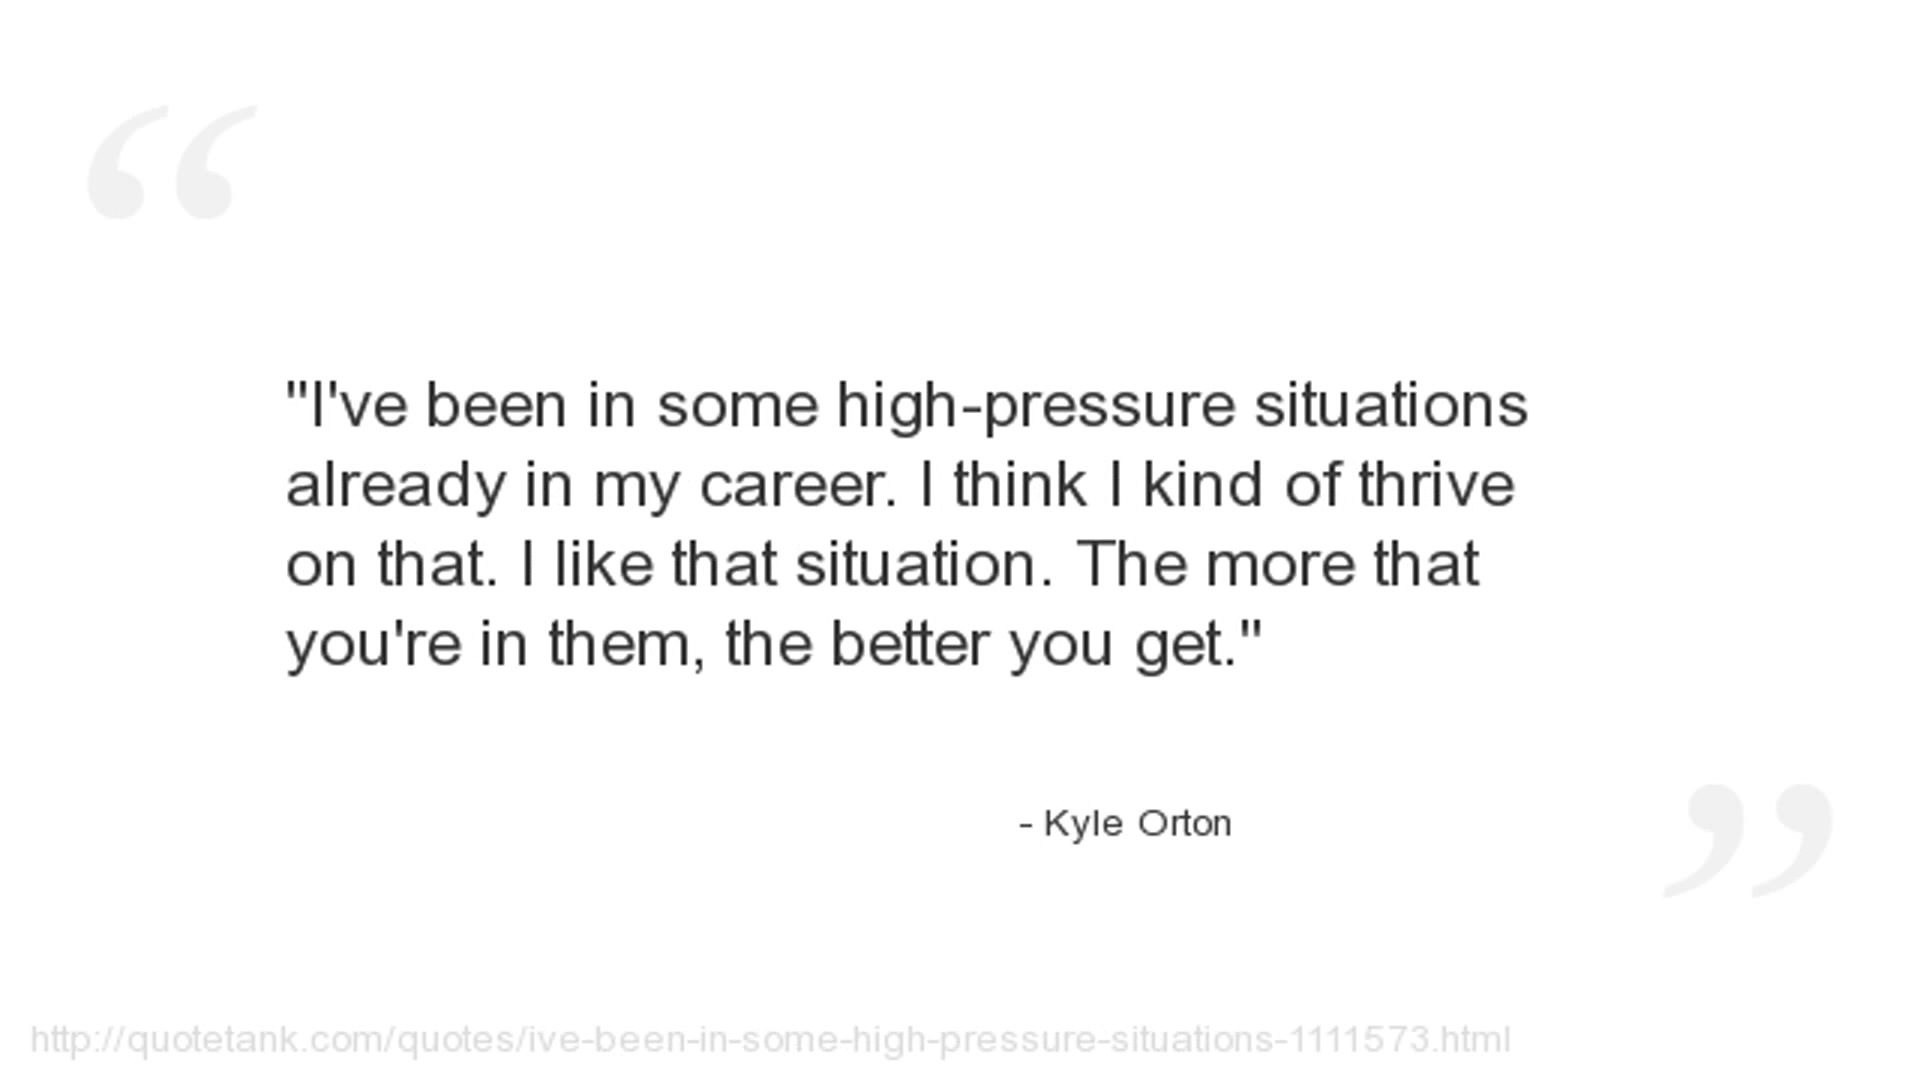 "I've been in some high-pressure situations
already in my career. I think I kind of thrive
on that. I like that situation. The more that
you're in them, the better you get."
- Kyle Orton
http://quotetank.com/quotes/ive-been-in-some-high-pressure-situations-1111573.html